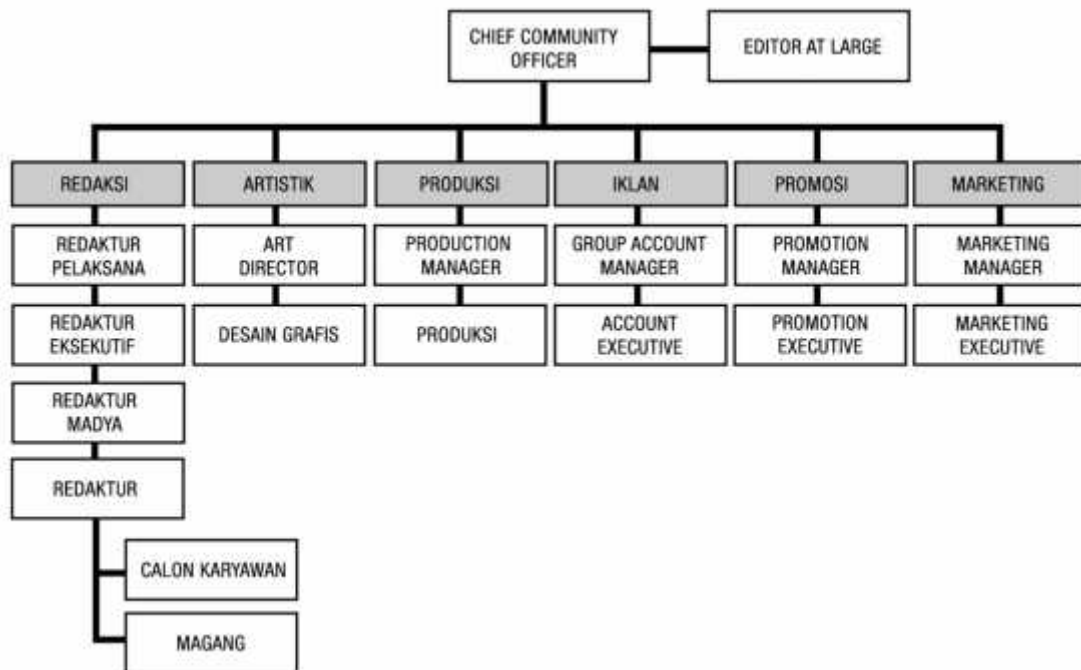 CHIEF COMMUNITY
OFFICER
EDITOR AT LARGE
REDAKSI
ARTISTIK
PRODUKSI
IKLAN
PROMOSI
MARKETING
REDAKTUR
PELAKSANA
ART
DIRECTOR
PRODUCTION
MANAGER
GROUP ACCOUNT
MANAGER
PROMOTION
MANAGER
MARKETING
MANAGER
REDAKTUR
EKSEKUTIF
DESAIN GRAFIS
PRODUKSI
ACCOUNT
EXECUTIVE
PROMOTION
EXECUTIVE
MARKETING
EXECUTIVE
REDAKTUR
MADYA
REDAKTUR
CALON KARYAWAN
MAGANG